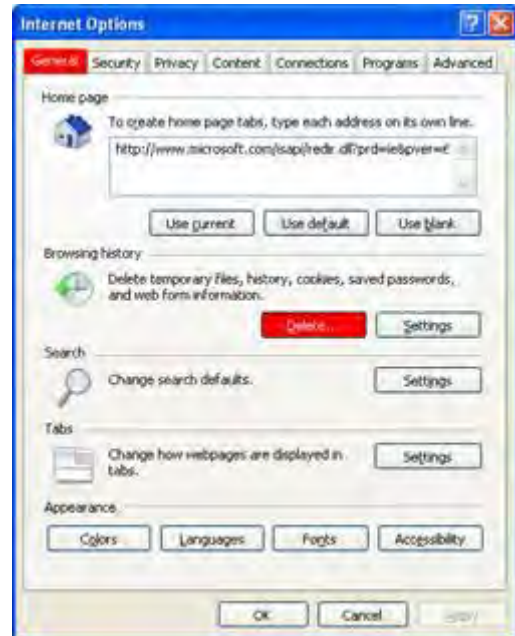 Internet Options
General Security Privacy Content Connections Programs Advanced
Home page
To create home page tabs, type each address on its own line.
http://www.microsoft.com/isapi/redir.dll?prd=ie&pver=6
Use current Use default Use blank
Browsing history
Delete temporary files, history, cookies, saved passwords,
and web form information.
Delete... Settings
Search
Change search defaults.
Settings
Tabs
Change how webpages are displayed in
tabs.
Settings
Appearance
Colors Languages Fonts Accessibility
OK Cancel Apply